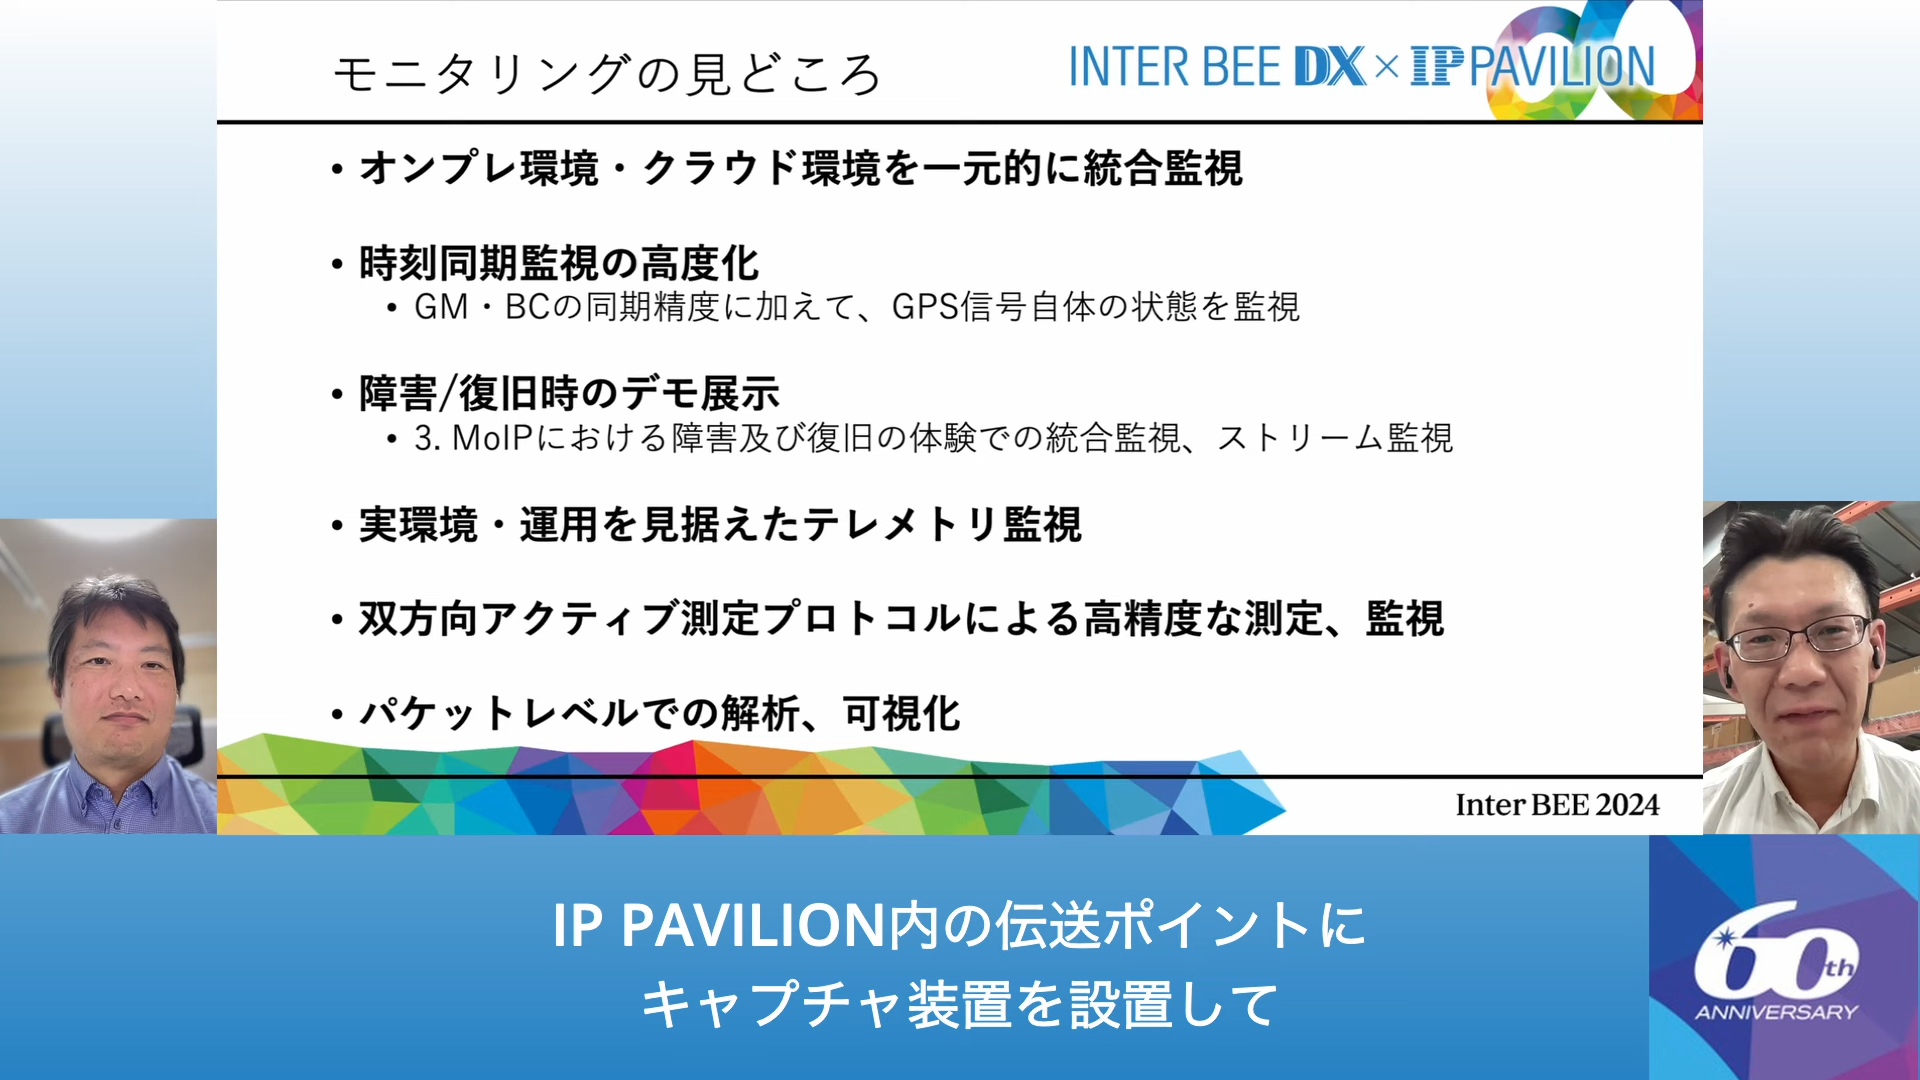 モニタリングの見どころ
INTER BEE DX×IP PAVILION
• オンプレ環境・クラウド環境を一元的に統合監視
• 時刻同期監視の高度化
• GM・BCの同期精度に加えて、GPS信号自体の状態を監視
• 障害/復旧時のデモ展示
• 3. MoIPにおける障害及び復旧の体験での統合監視、ストリーム監視
• 実環境・運用を見据えたテレメトリ監視
• 双方向アクティブ測定プロトコルによる高精度な測定、監視
• パケットレベルでの解析、可視化
Inter BEE 2024
IP PAVILION内の伝送ポイントに
キャプチャ装置を設置して
60th
ANNIVERSARY